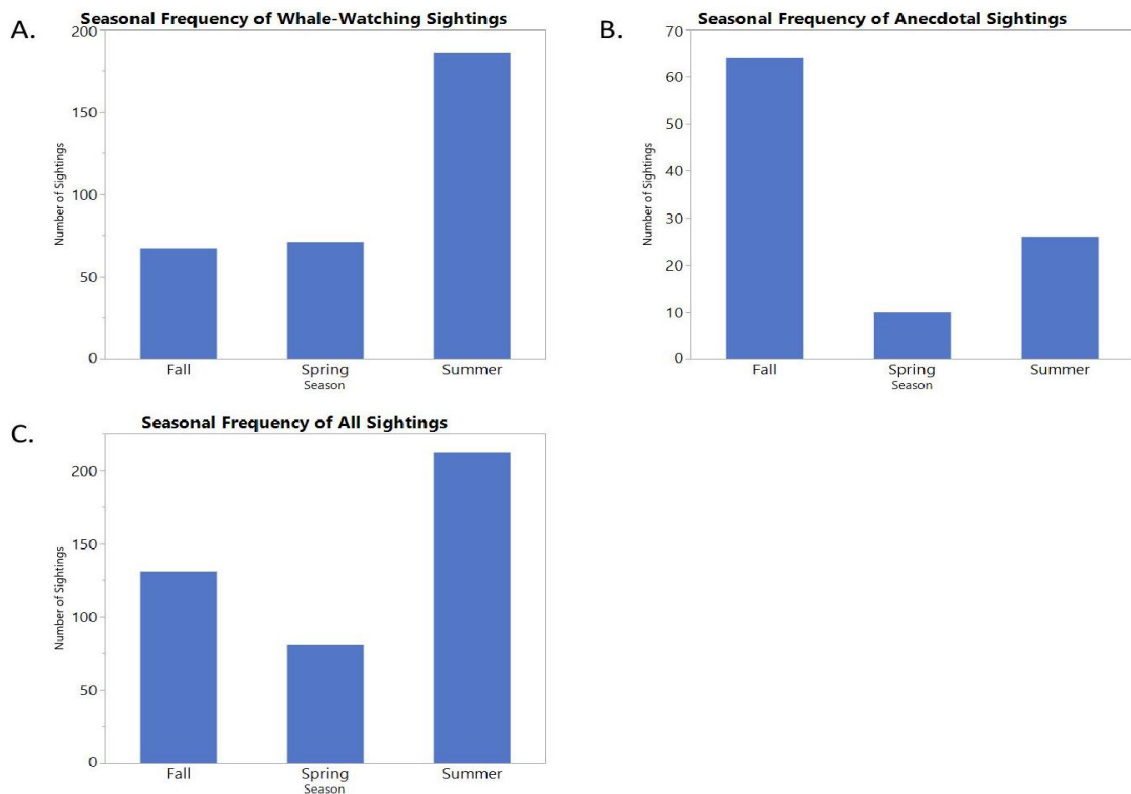 A.
Seasonal Frequency of Whale-Watching Sightings
200
150
100
50
0
Number of Sightings
Fall Spring Summer
Season
B.
Seasonal Frequency of Anecdotal Sightings
70
60
50
40
30
20
10
0
Number of Sightings
Fall Spring Summer
Season
C.
Seasonal Frequency of All Sightings
200
150
100
50
0
Number of Sightings
Fall Spring Summer
Season